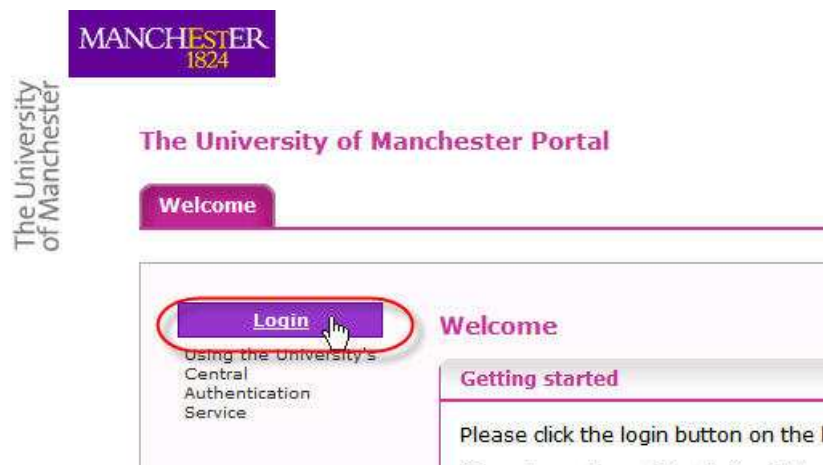 MANCHESTER
1824
The University
of Manchester
The University of Manchester Portal
Welcome
Login
Using the University's
Central
Authentication
Service
Welcome
Getting started
Please click the login button on the